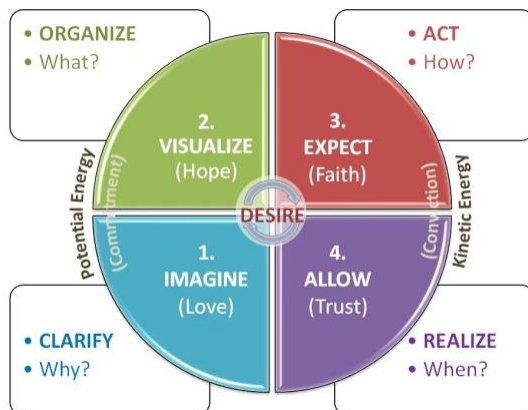 • ORGANIZE
• What?
• ACT
• How?
2.
VISUALIZE
(Hope)
3.
EXPECT
(Faith)
Potential Energy
(Commitment)
DESIRE
(Conviction)
Kinetic Energy
1.
IMAGINE
(Love)
4.
ALLOW
(Trust)
• CLARIFY
• Why?
• REALIZE
• When?